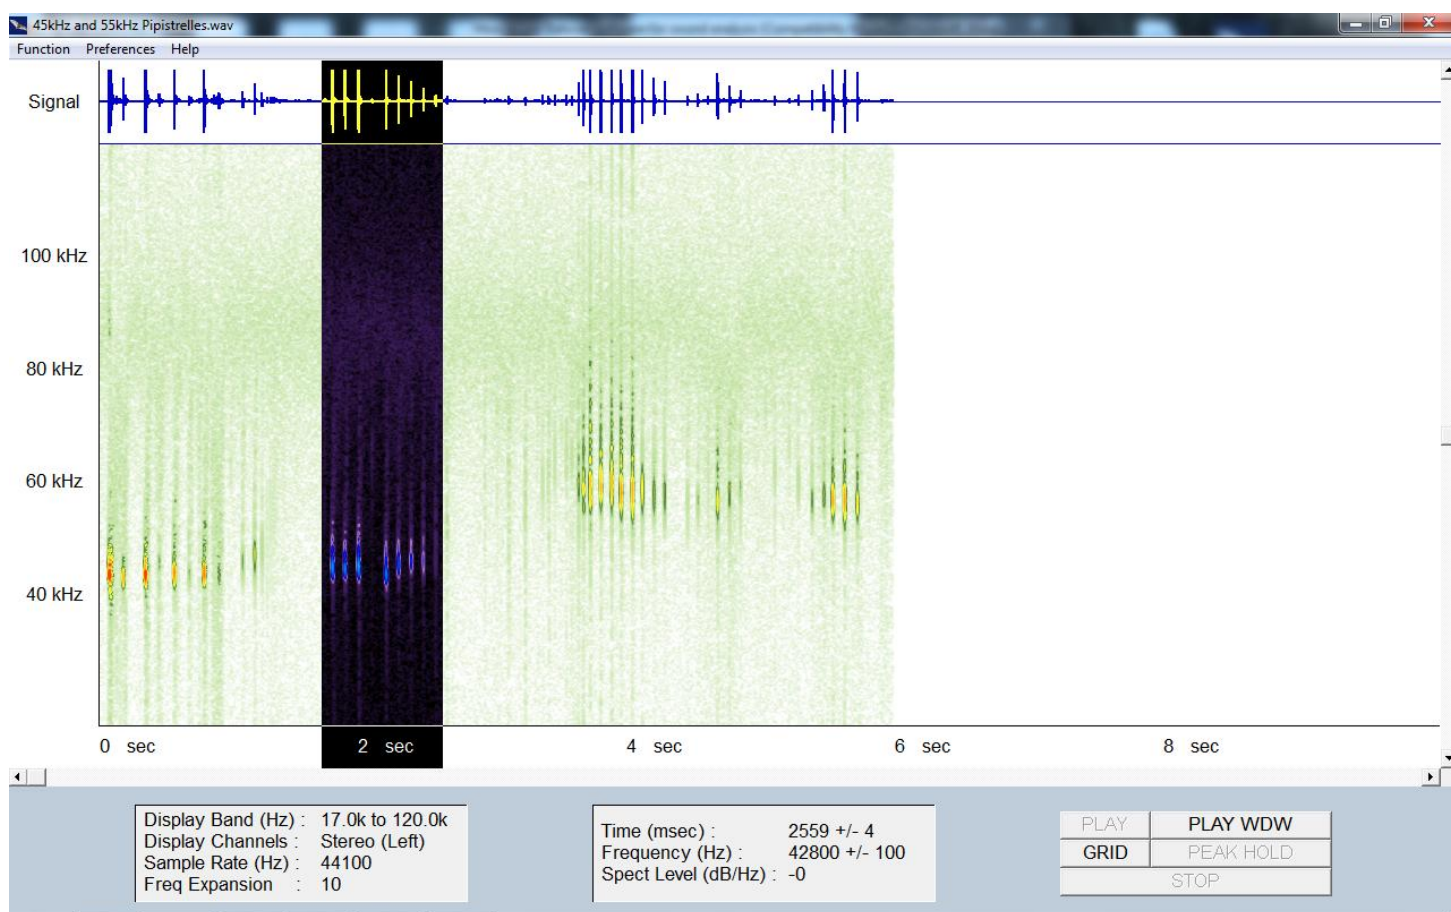 45kHz and 55kHz Pipistrelles.wav
Function Preferences Help
Signal
100 kHz
80 kHz
60 kHz
40 kHz
0 sec 2 sec 4 sec 6 sec 8 sec
Display Band (Hz) : 17.0k to 120.0k
Display Channels : Stereo (Left)
Sample Rate (Hz) : 44100
Freq Expansion : 10
Time (msec) : 2559 +/- 4
Frequency (Hz) : 42800 +/- 100
Spect Level (dB/Hz) : -0
PLAY PLAY WDW
GRID PEAK HOLD
STOP